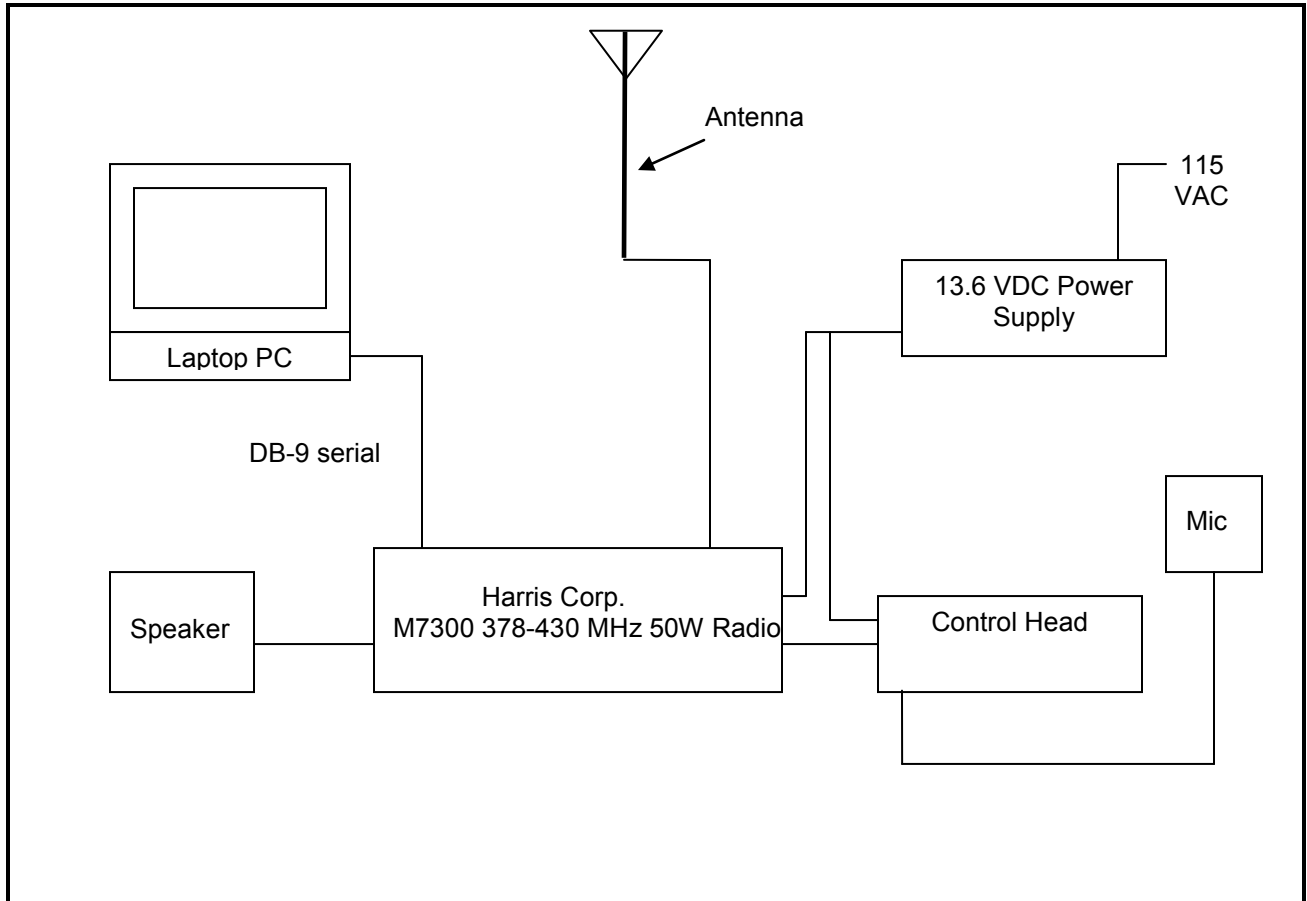 Antenna
115
VAC
13.6 VDC Power
Supply
Laptop PC
DB-9 serial
Mic
Harris Corp.
M7300 378-430 MHz 50W Radio
Speaker
Control Head